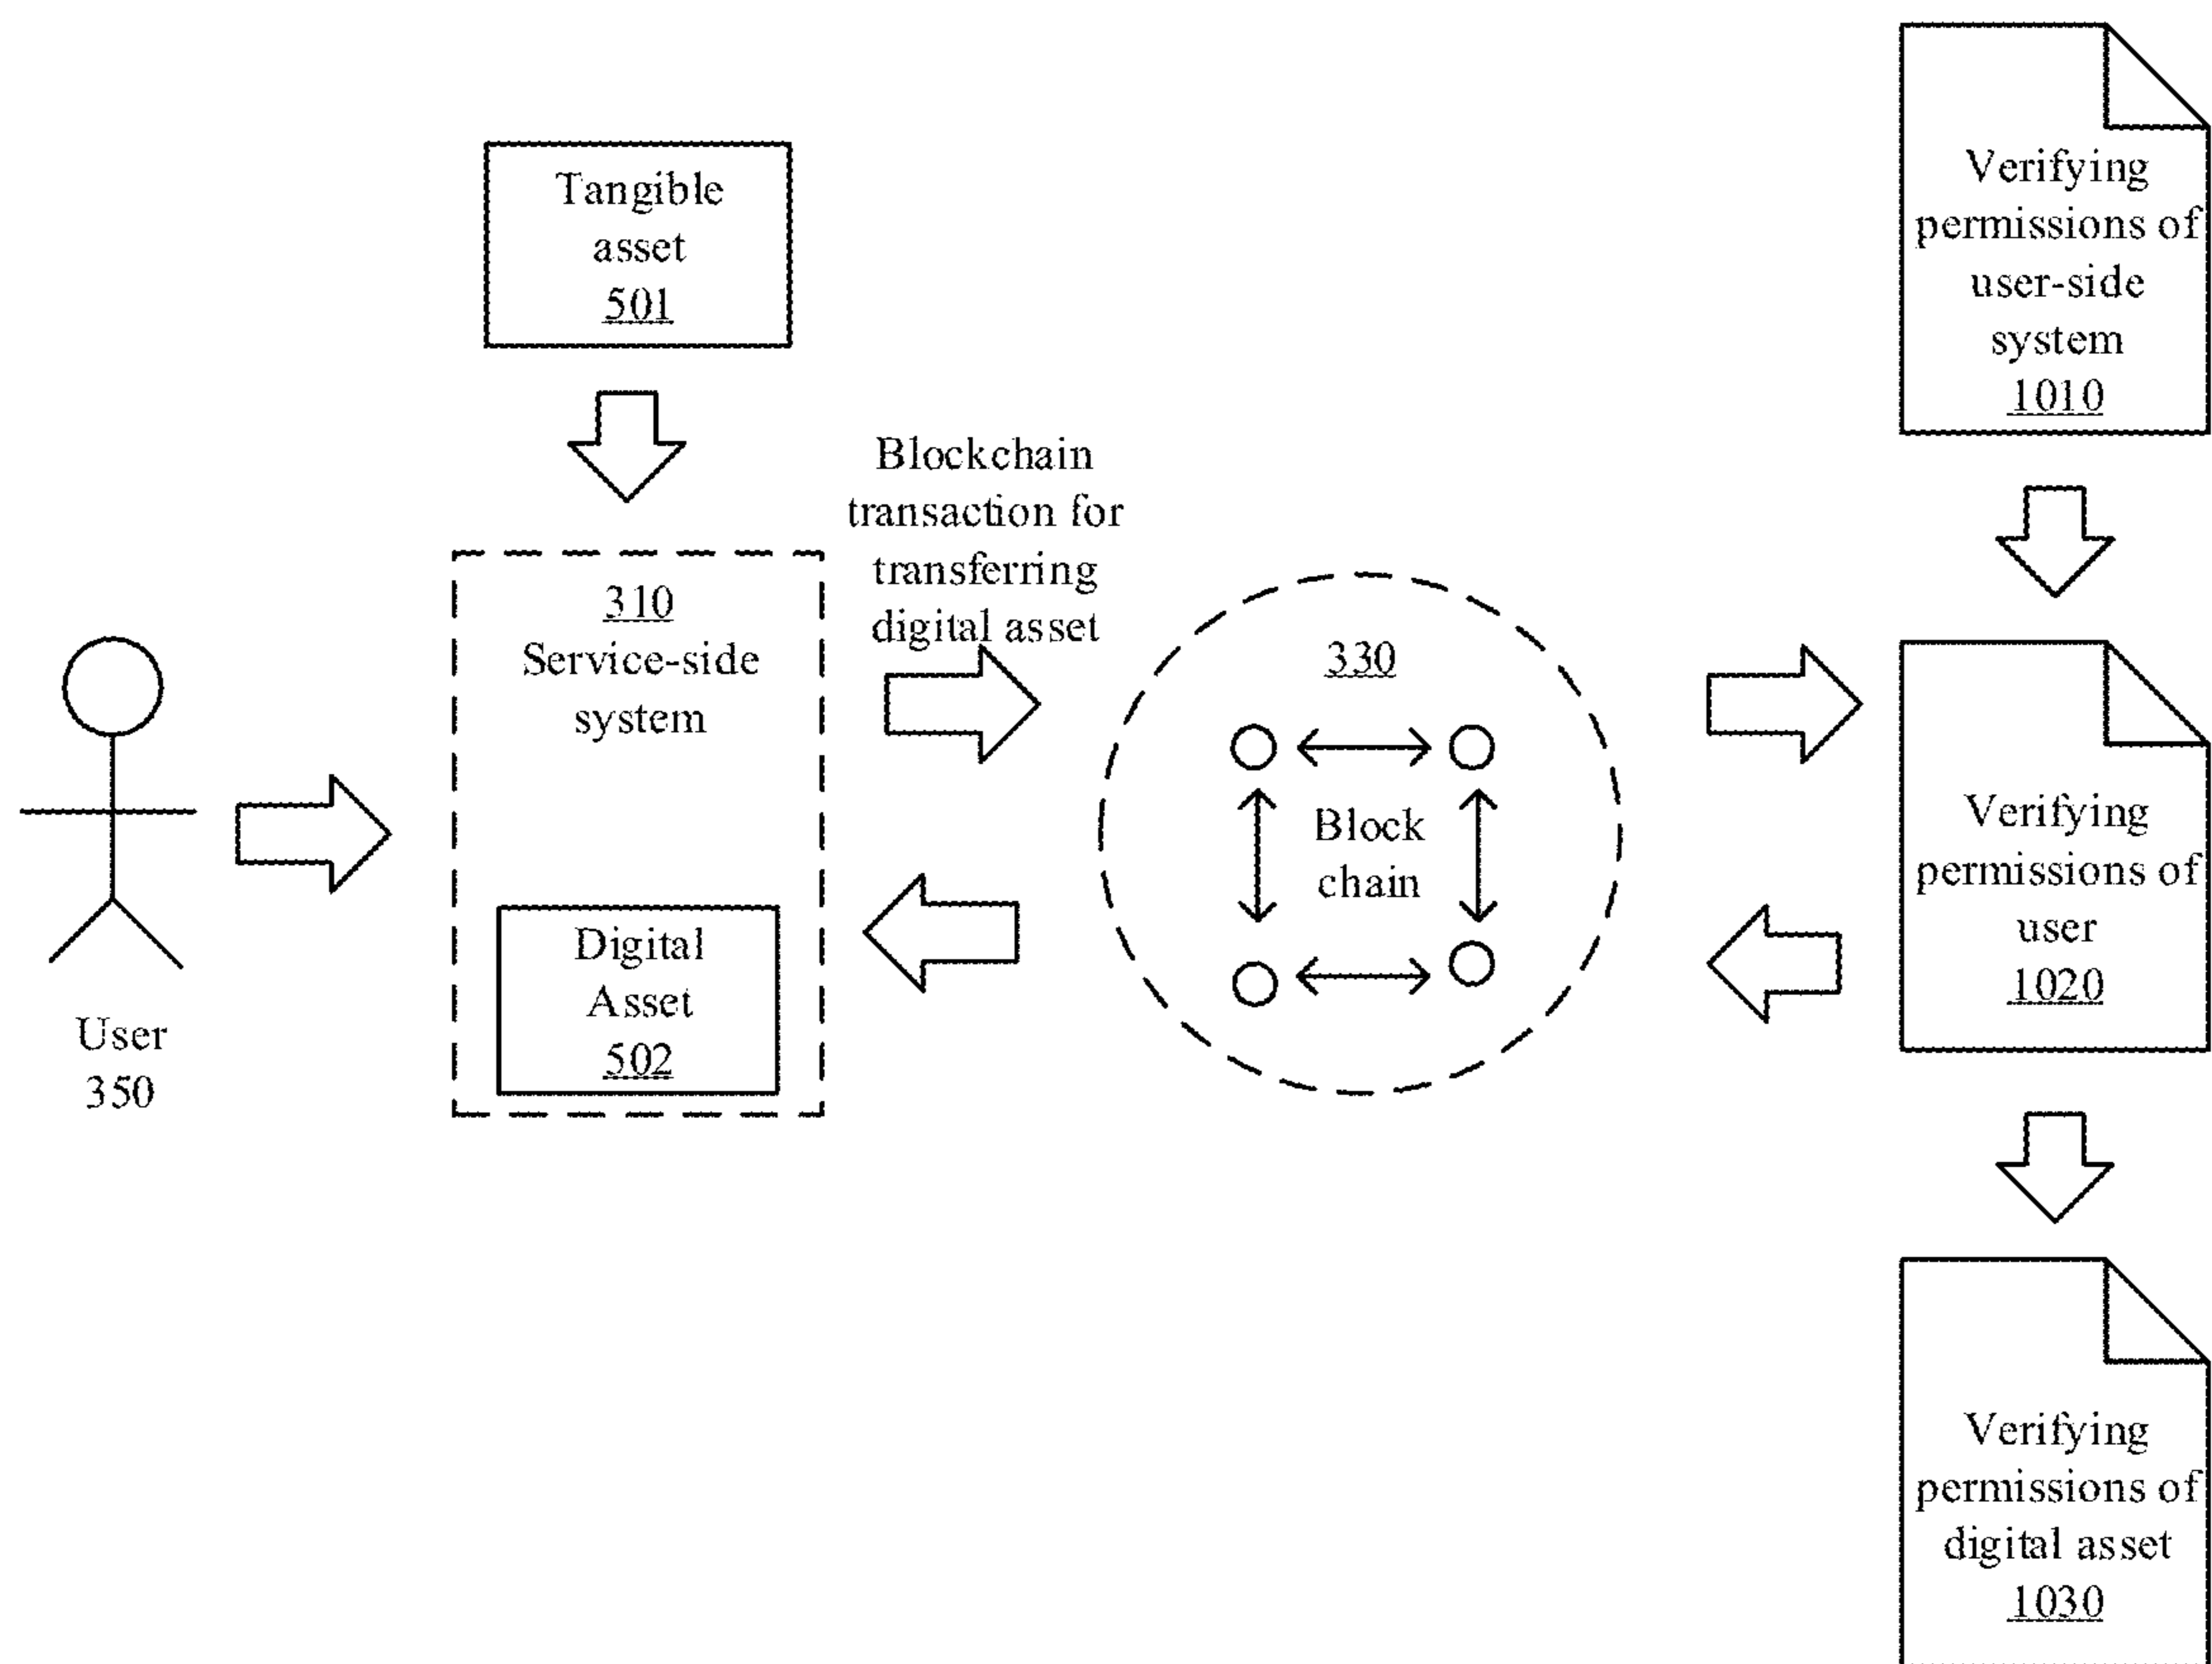 Tangible
asset
501
Blockchain
transaction for
transferring
digital asset
310
Service-side
system
Digital
Asset
502
User
350
330
Block
chain
Verifying
permissions of
user-side
system
1010
Verifying
permissions of
user
1020
Verifying
permissions of
digital asset
1030